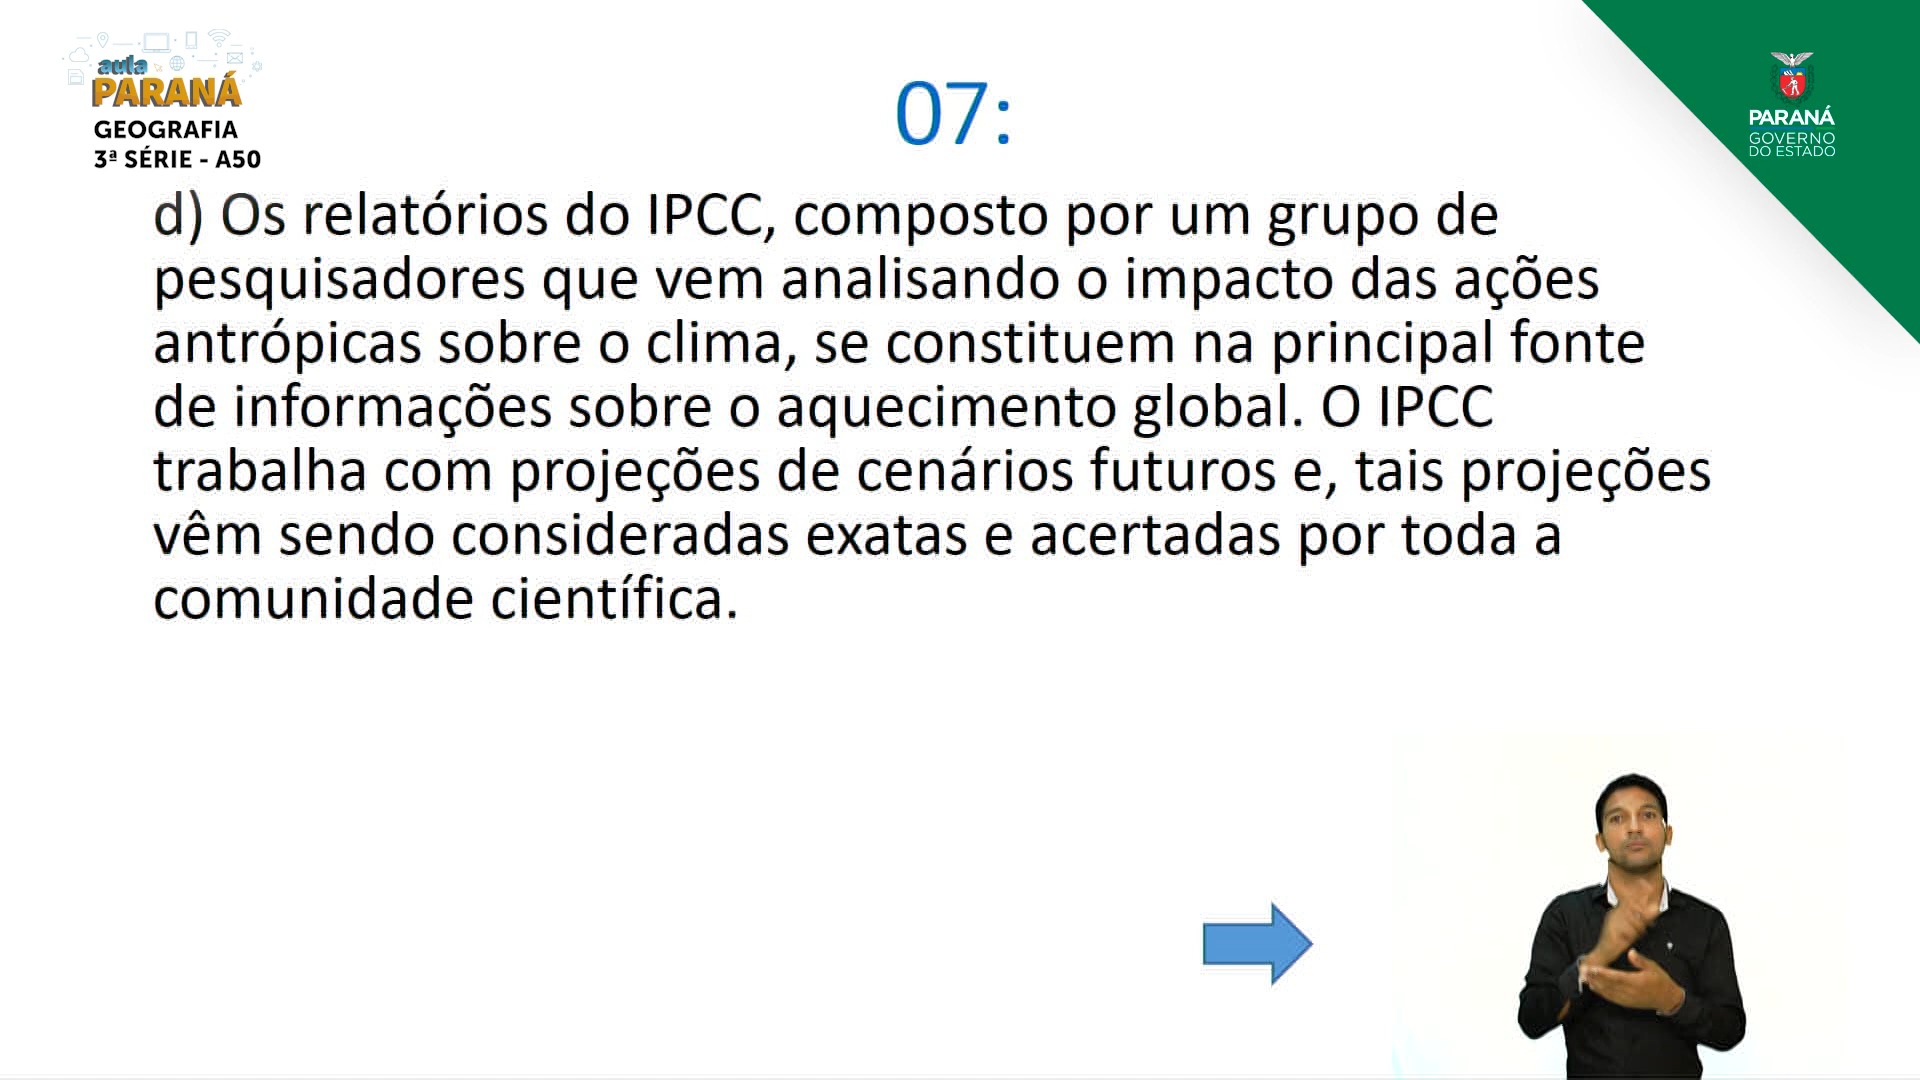 aula
PARANÁ
GEOGRAFIA
3ª SÉRIE - A50
07:
PARANÁ
GOVERNO
DO ESTADO
d) Os relatórios do IPCC, composto por um grupo de
pesquisadores que vem analisando o impacto das ações
antrópicas sobre o clima, se constituem na principal fonte
de informações sobre o aquecimento global. O IPCC
trabalha com projeções de cenários futuros e, tais projeções
vêm sendo consideradas exatas e acertadas por toda a
comunidade científica.